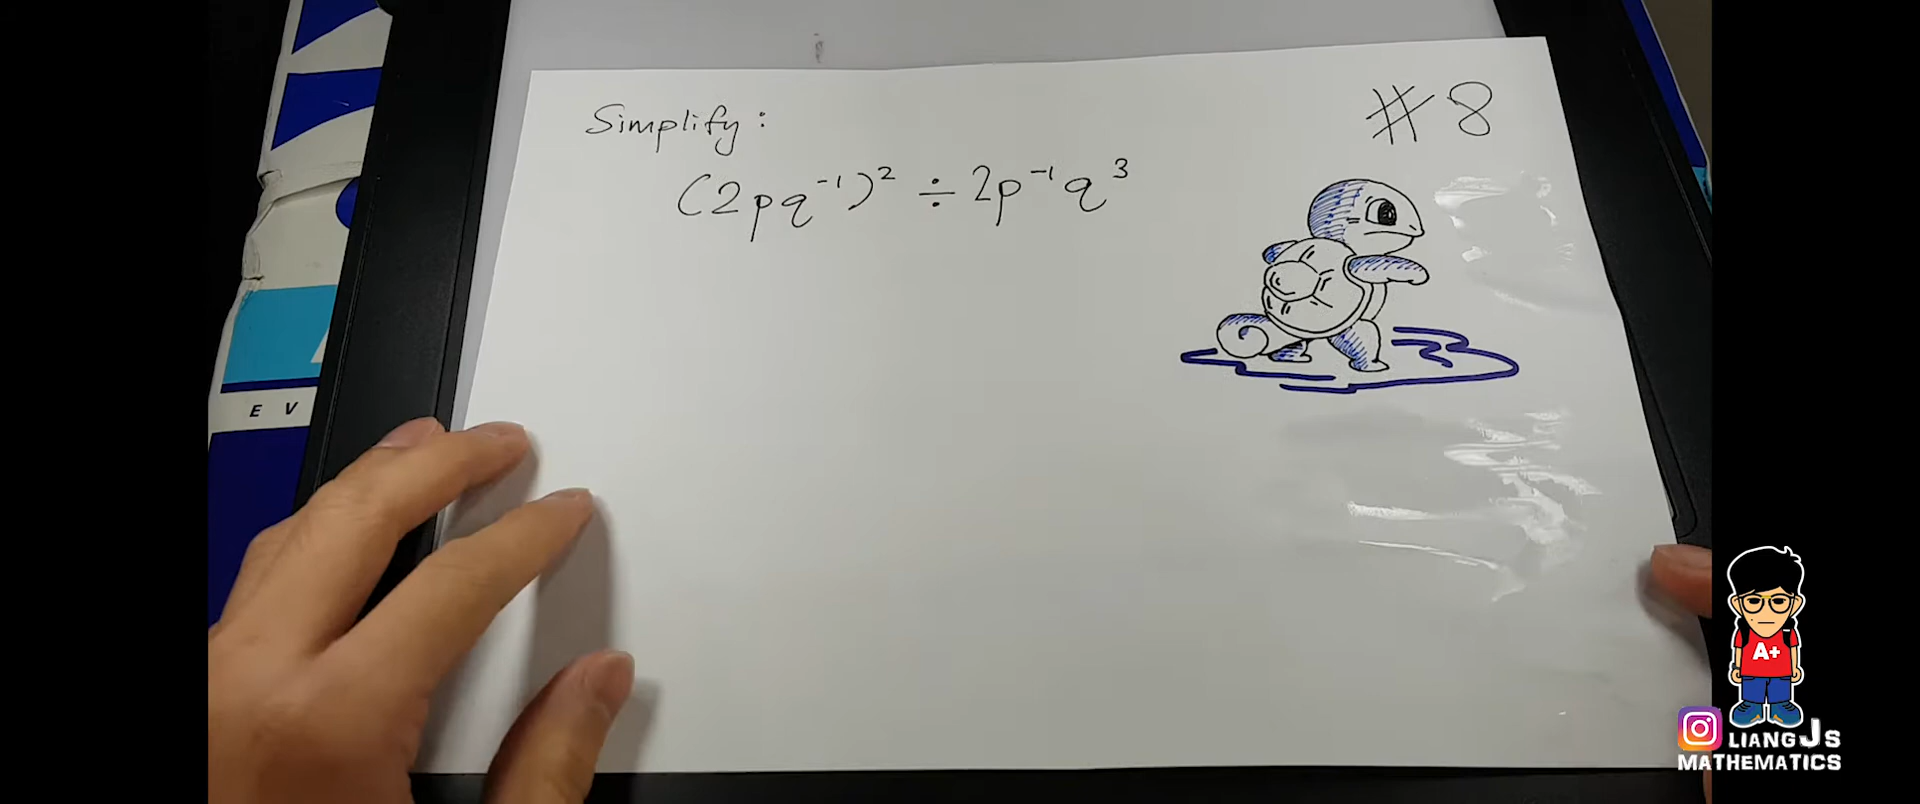 Simplify:
#8
(2pq⁻¹)² ÷ 2p⁻¹q³
E V
A+
LIANGJS
MATHEMATICS